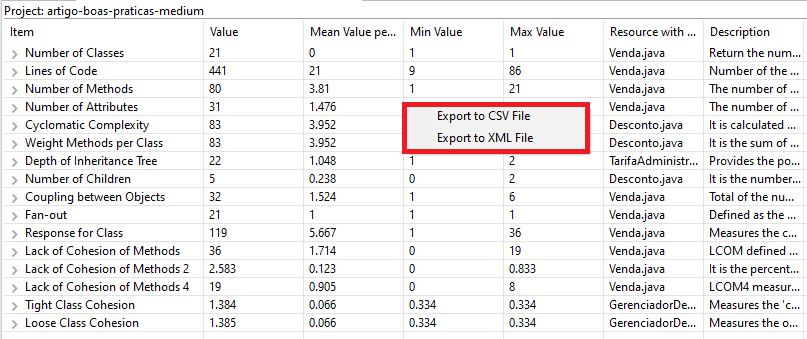 Project: artigo-boas-praticas-medium
Item Value Mean Value pe... Min Value Max Value Resource with ... Description
Number of Classes 21 0 1 1 Venda.java Return the num...
Lines of Code 441 21 9 86 Venda.java Number of the ...
Number of Methods 80 3.81 1 21 Venda.java The number of ...
Number of Attributes 31 1.476 Venda.java The number of ...
Export to CSV File
Cyclomatic Complexity 83 3.952 Desconto.java It is calculated ...
Export to XML File
Weight Methods per Class 83 3.952 Desconto.java It is the sum of ...
Depth of Inheritance Tree 22 1.048 1 2 TarifaAdministr... Provides the po...
Number of Children 5 0.238 0 2 Desconto.java It is the number...
Coupling between Objects 32 1.524 1 6 Venda.java Total of the nu...
Fan-out 21 1 1 1 Venda.java Defined as the ...
Response for Class 119 5.667 1 36 Venda.java Measures the c...
Lack of Cohesion of Methods 36 1.714 0 19 Venda.java LCOM defined ...
Lack of Cohesion of Methods 2 2.583 0.123 0 0.833 Venda.java It is the percent...
Lack of Cohesion of Methods 4 19 0.905 0 8 Venda.java LCOM4 measur...
Tight Class Cohesion 1.384 0.066 0.334 0.334 GerenciadorDe... Measures the 'c...
Loose Class Cohesion 1.385 0.066 0.334 0.334 GerenciadorDe... Measures the o...